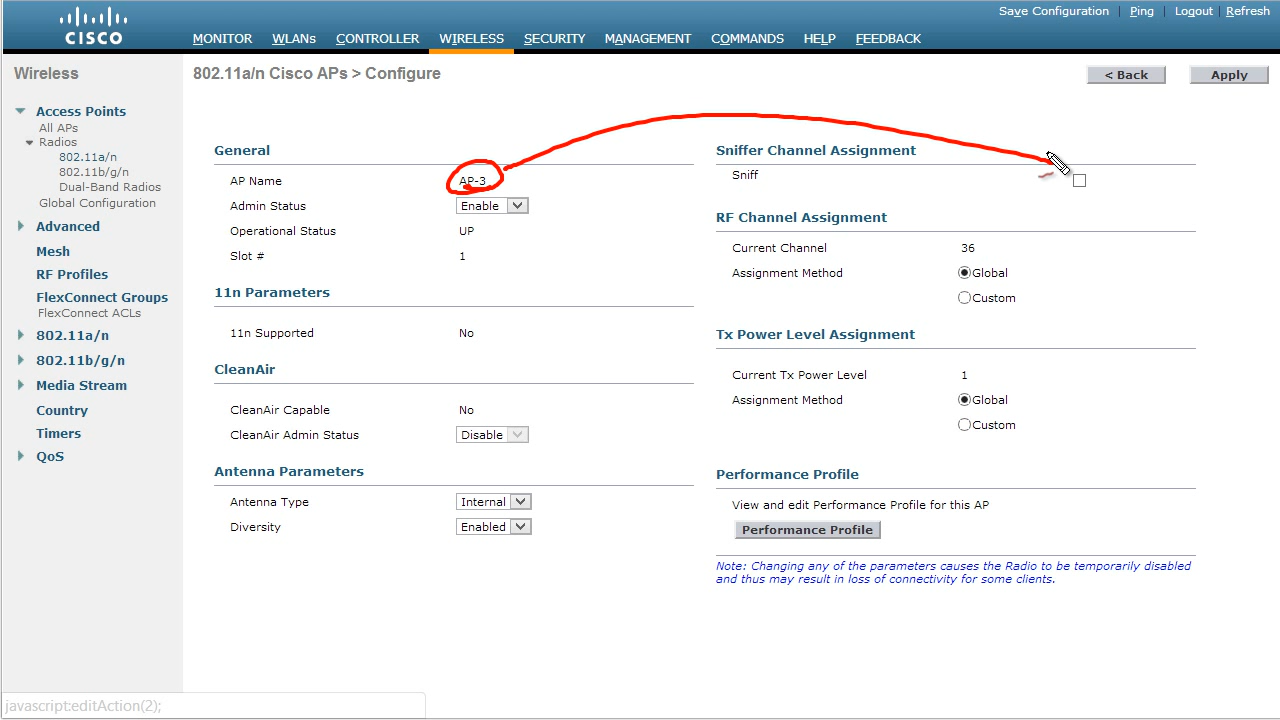 Save Configuration | Ping | Logout | Refresh
CISCO
MONITOR WLANs CONTROLLER WIRELESS SECURITY MANAGEMENT COMMANDS HELP FEEDBACK
Wireless
Access Points
All APs
Radios
802.11a/n
802.11b/g/n
Dual-Band Radios
Global Configuration
Advanced
Mesh
RF Profiles
FlexConnect Groups
FlexConnect ACLs
802.11a/n
802.11b/g/n
Media Stream
Country
Timers
QoS
802.11a/n Cisco APs > Configure
< Back
Apply
General
AP Name AP-3
Admin Status Enable
Operational Status UP
Slot # 1
11n Parameters
11n Supported No
CleanAir
CleanAir Capable No
CleanAir Admin Status Disable
Antenna Parameters
Antenna Type Internal
Diversity Enabled
Sniffer Channel Assignment
Sniff
RF Channel Assignment
Current Channel 36
Assignment Method Global
Custom
Tx Power Level Assignment
Current Tx Power Level 1
Assignment Method Global
Custom
Performance Profile
View and edit Performance Profile for this AP
Performance Profile
Note: Changing any of the parameters causes the Radio to be temporarily disabled
and thus may result in loss of connectivity for some clients.
javascript:editAction(2);